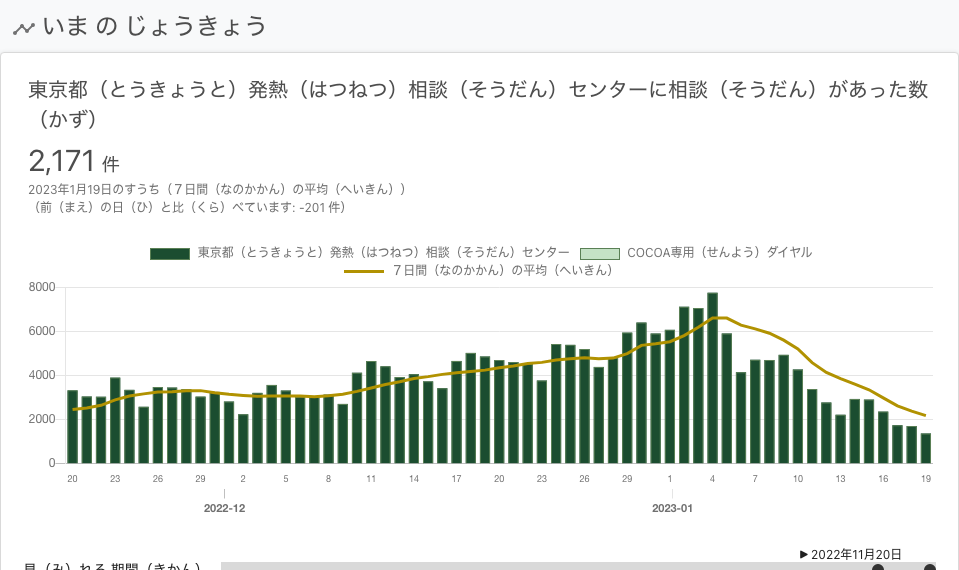 いま の じょうきょう
東京都（とうきょうと）発熱（はつねつ）相談（そうだん）センターに相談（そうだん）があった数
（かず）
2,171 件
2023年1月19日のすうち（７日間（なのかかん）の平均（へいきん））
（前（まえ）の日（ひ）と比（くら）べています: -201 件）
東京都（とうきょうと）発熱（はつねつ）相談（そうだん）センター COCOA専用（せんよう）ダイヤル
７日間（なのかかん）の平均（へいきん）
8000
6000
4000
2000
0
20 23 26 29 2 5 8 11 14 17 20 23 26 29 1 4 7 10 13 16 19
2022-12 2023-01
2022年11月20日
見（み）れる 期間（きかん）